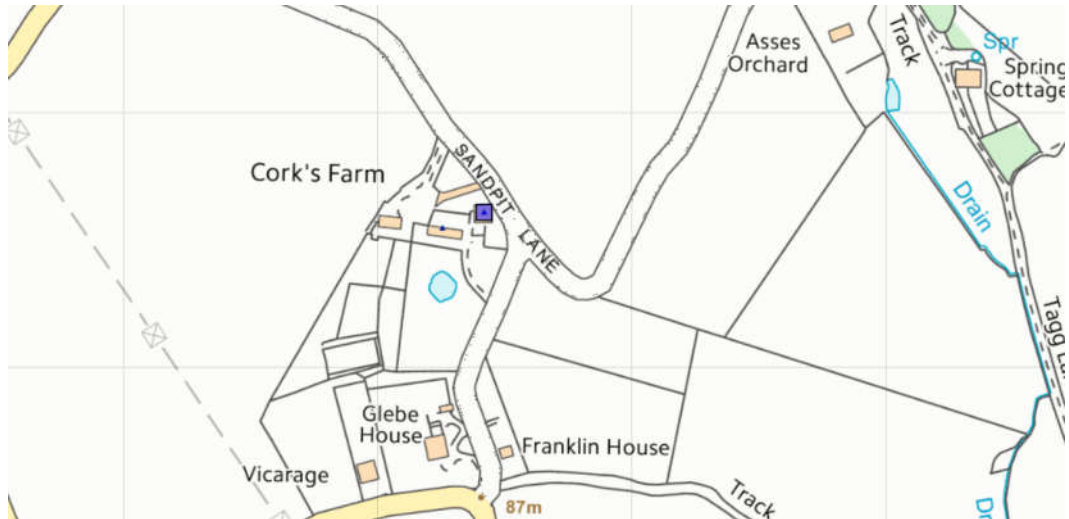 Asses
Orchard
Track
Spr
Spring
Cottage
Cork's Farm
SANDPIT LANE
Drain
Tagg
Glebe
House
Franklin House
Vicarage
Track
87m